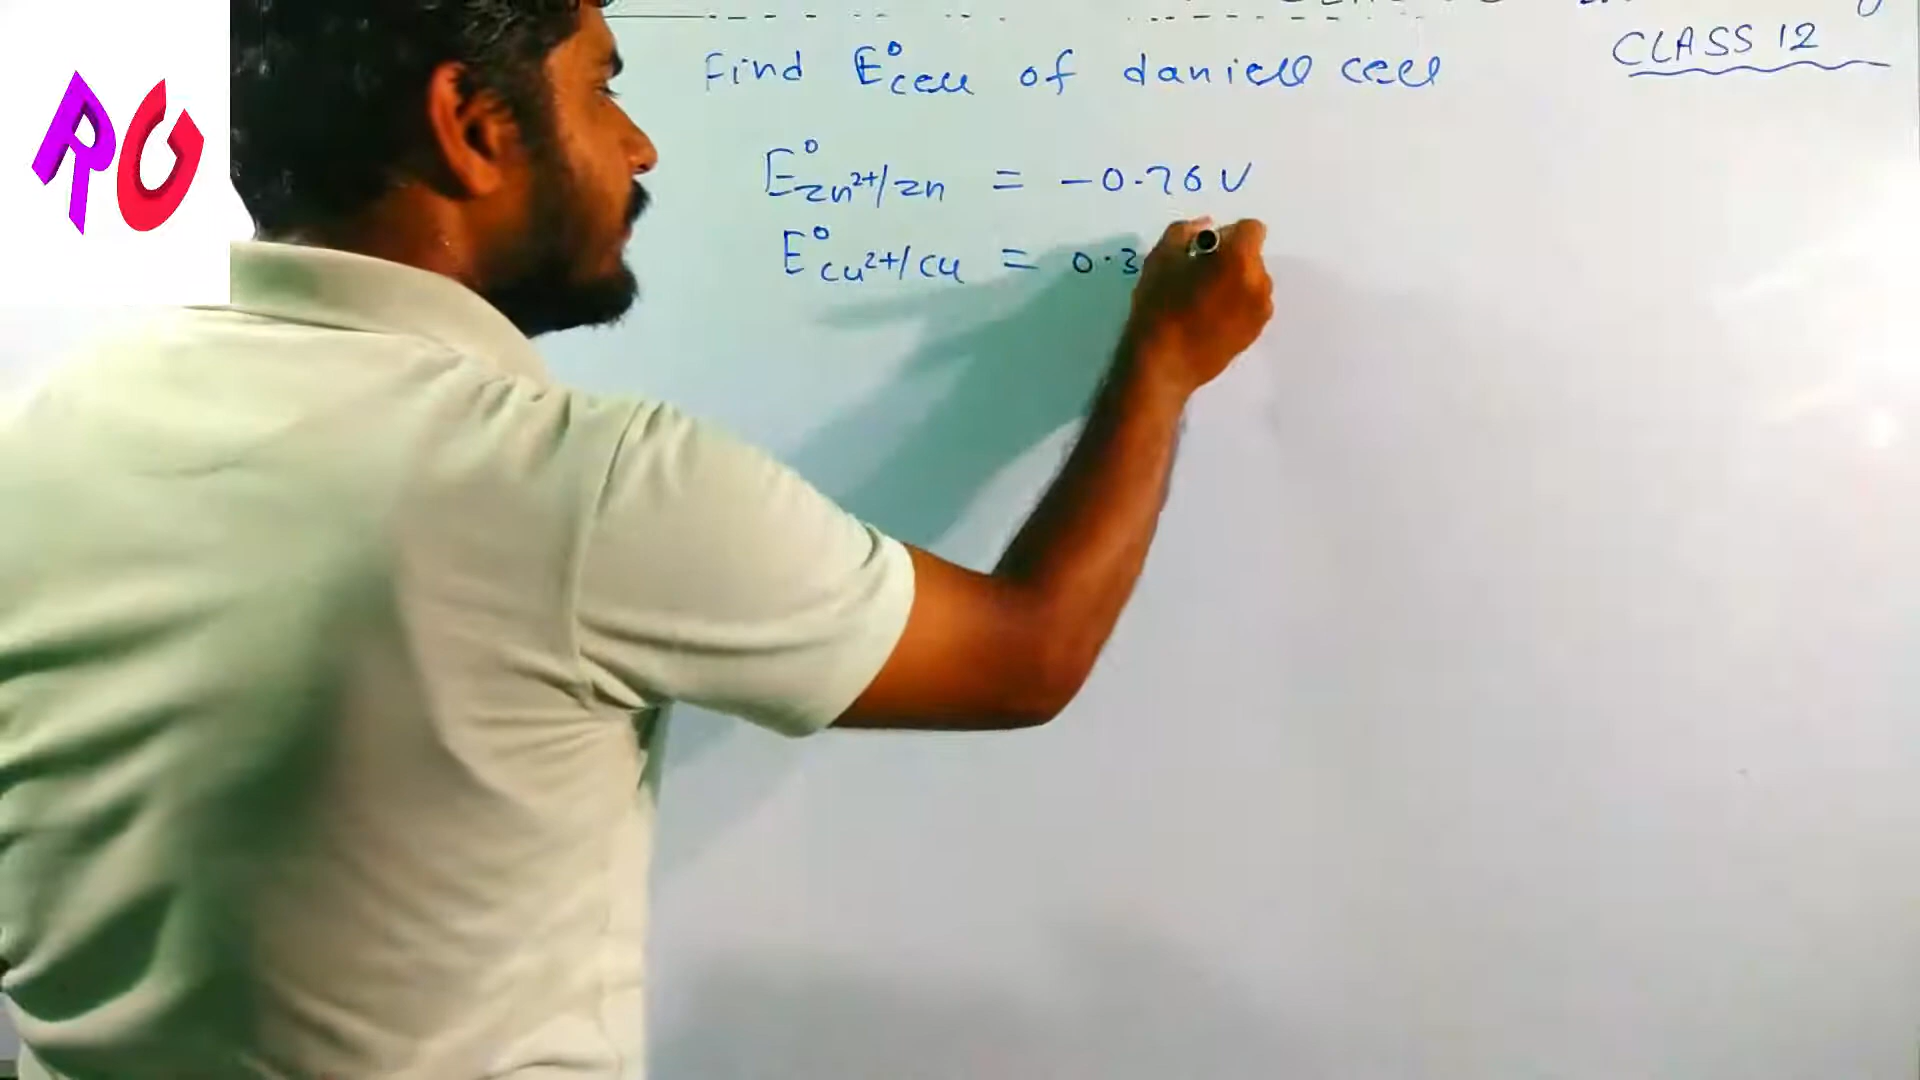 RG
CLASS 12
Find E°cell of daniell cell
E°Zn²⁺/Zn = -0.76 V
E°Cu²⁺/Cu = 0.3